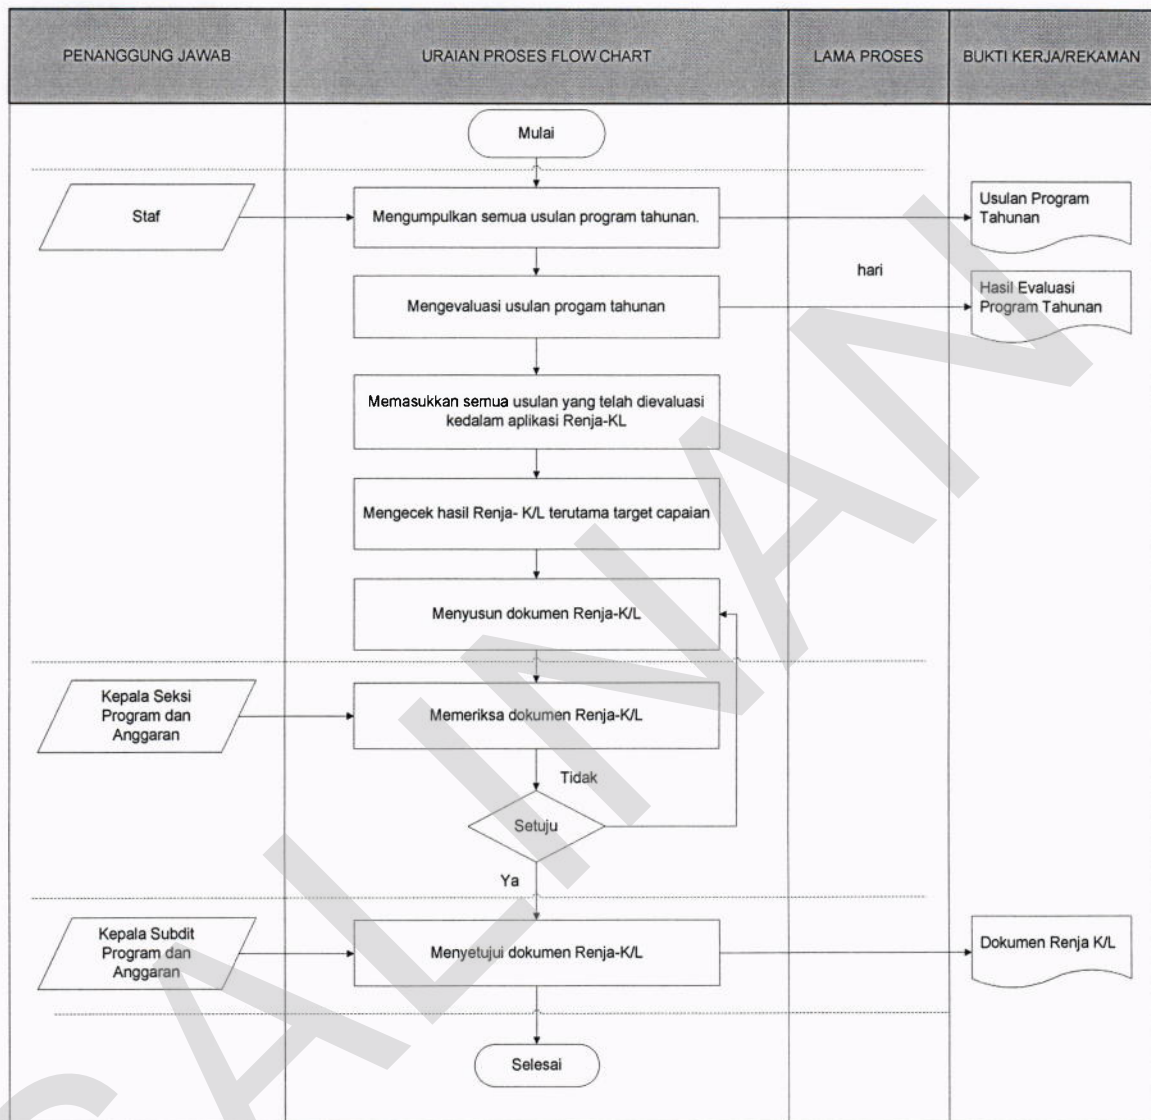 PENANGGUNG JAWAB
URAIAN PROSES FLOW CHART
LAMA PROSES
BUKTI KERJA/REKAMAN
Mulai
Staf
Mengumpulkan semua usulan program tahunan.
Usulan Program
Tahunan
hari
Mengevaluasi usulan progam tahunan
Hasil Evaluasi
Program Tahunan
Memasukkan semua usulan yang telah dievaluasi
kedalam aplikasi Renja-KL
Mengecek hasil Renja- K/L terutama target capaian
Menyusun dokumen Renja-K/L
Kepala Seksi
Program dan
Anggaran
Memeriksa dokumen Renja-K/L
Tidak
Setuju
Ya
Kepala Subdit
Program dan
Anggaran
Menyetujui dokumen Renja-K/L
Dokumen Renja K/L
Selesai
SALINAN